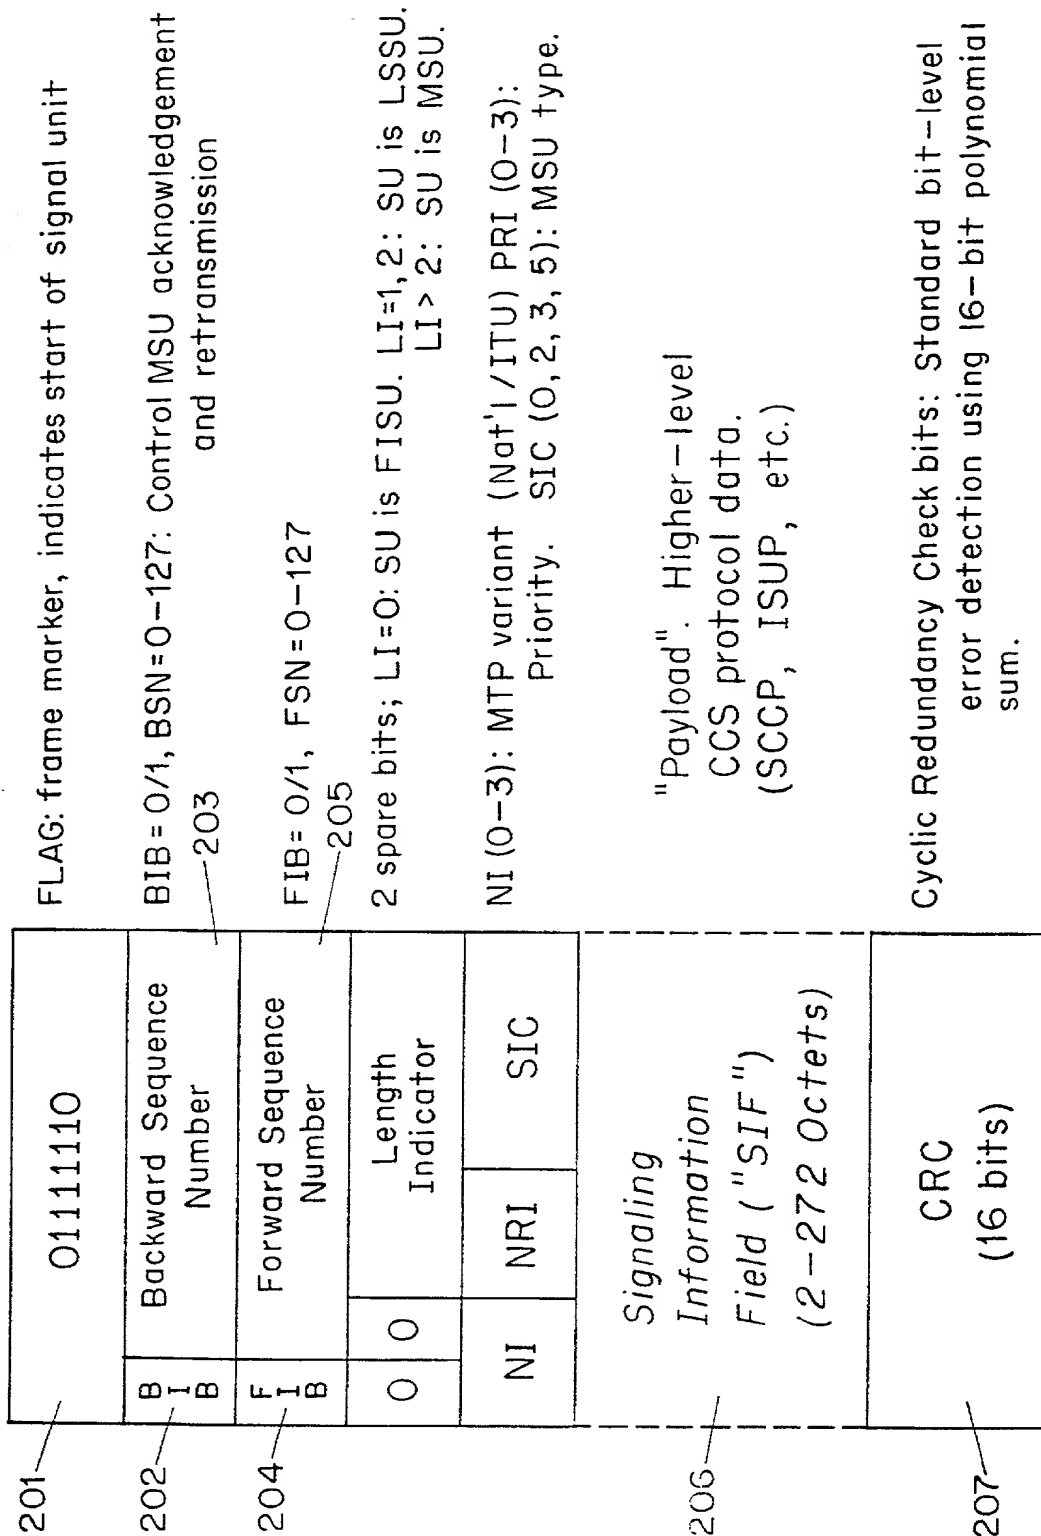 201
01111110
FLAG: frame marker, indicates start of signal unit
202
B
I
B
Backward Sequence
Number
BIB = 0/1, BSN = 0-127: Control MSU acknowledgement
and retransmission
203
204
F
I
B
Forward Sequence
Number
FIB = 0/1, FSN = 0-127
205
0
0
Length
Indicator
2 spare bits; LI = 0: SU is FISU. LI = 1, 2: SU is LSSU.
LI > 2: SU is MSU.
NI
NRI
SIC
NI (0-3): MTP variant (Nat'l/ITU) PRI (0-3):
Priority. SIC (0, 2, 3, 5): MSU type.
206
Signaling
Information
Field ("SIF")
(2-272 Octets)
"Payload". Higher-level
CCS protocol data.
(SCCP, ISUP, etc.)
207
CRC
(16 bits)
Cyclic Redundancy Check bits: Standard bit-level
error detection using 16-bit polynomial
sum.